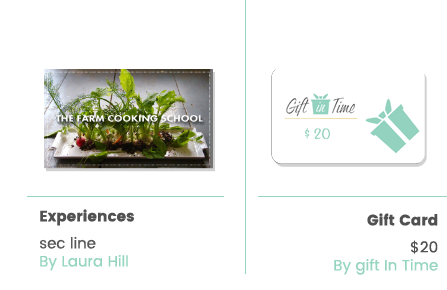 THE FARM COOKING SCHOOL
Experiences
sec line
By Laura Hill
Gift in Time
$ 20
Gift Card
$20
By gift In Time